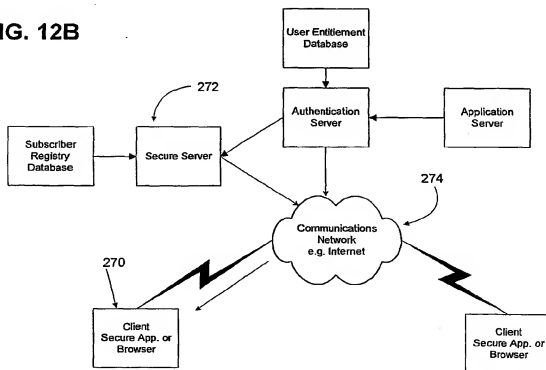 IG. 12B
User Entitlement
Database
272
Authentication
Server
Application
Server
Subscriber
Registry
Database
Secure Server
274
Communications
Network
e.g. Internet
270
Client
Secure App. or
Browser
Client
Secure App. or
Browser